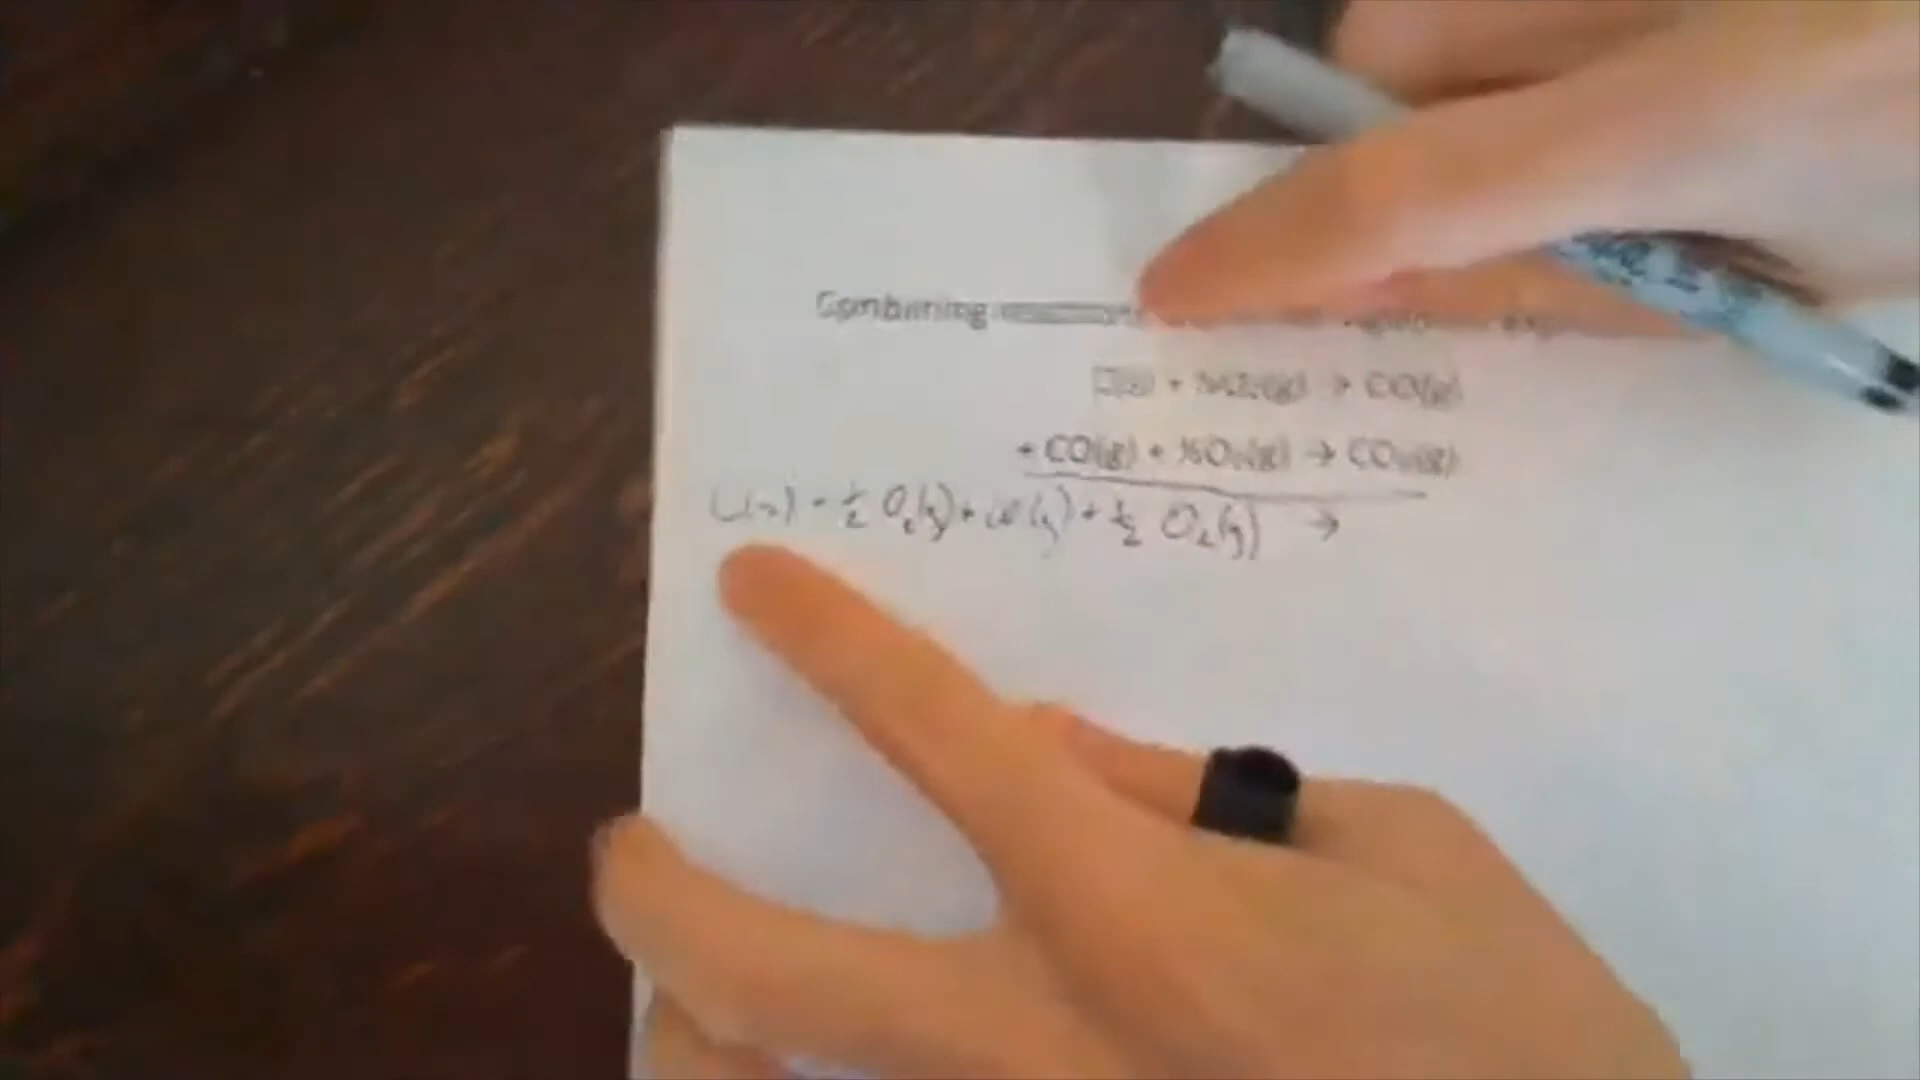 Combining
C(s) + ½O₂(g) → CO(g)
+ CO(g) + ½O₂(g) → CO₂(g)
C(s) + ½ O₂(g) + CO(g) + ½ O₂(g) →